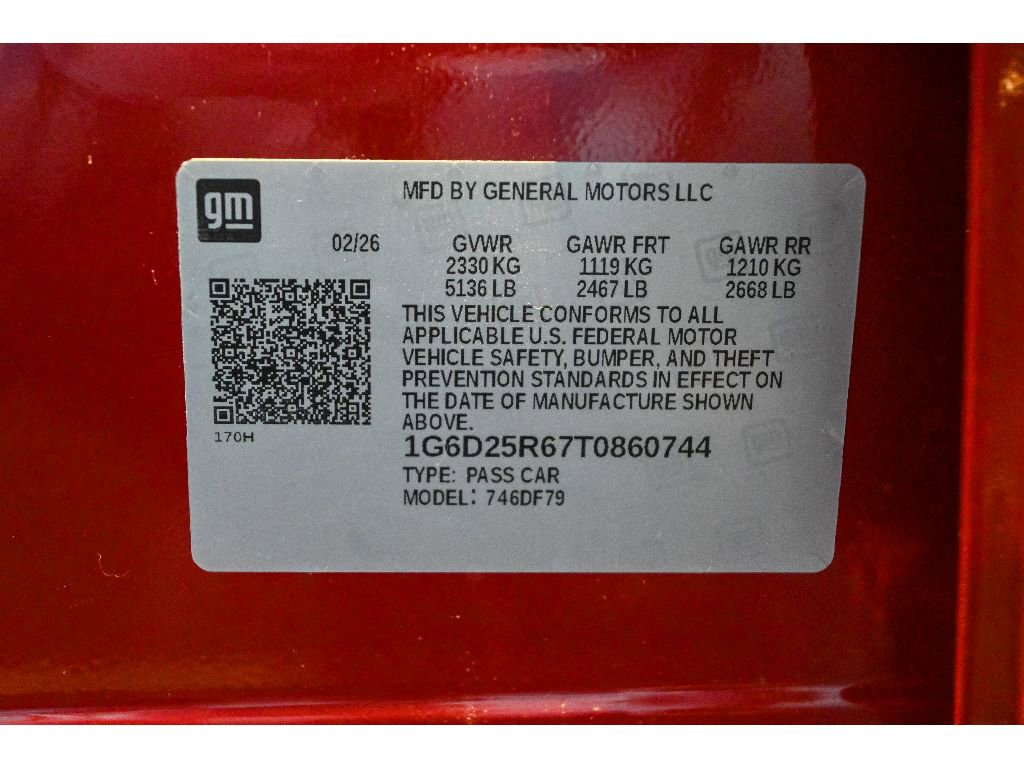 gm
MFD BY GENERAL MOTORS LLC
02/26 GVWR GAWR FRT GAWR RR
2330 KG 1119 KG 1210 KG
5136 LB 2467 LB 2668 LB
THIS VEHICLE CONFORMS TO ALL
APPLICABLE U.S. FEDERAL MOTOR
VEHICLE SAFETY, BUMPER, AND THEFT
PREVENTION STANDARDS IN EFFECT ON
THE DATE OF MANUFACTURE SHOWN
ABOVE.
170H
1G6D25R67T0860744
TYPE: PASS CAR
MODEL: 746DF79